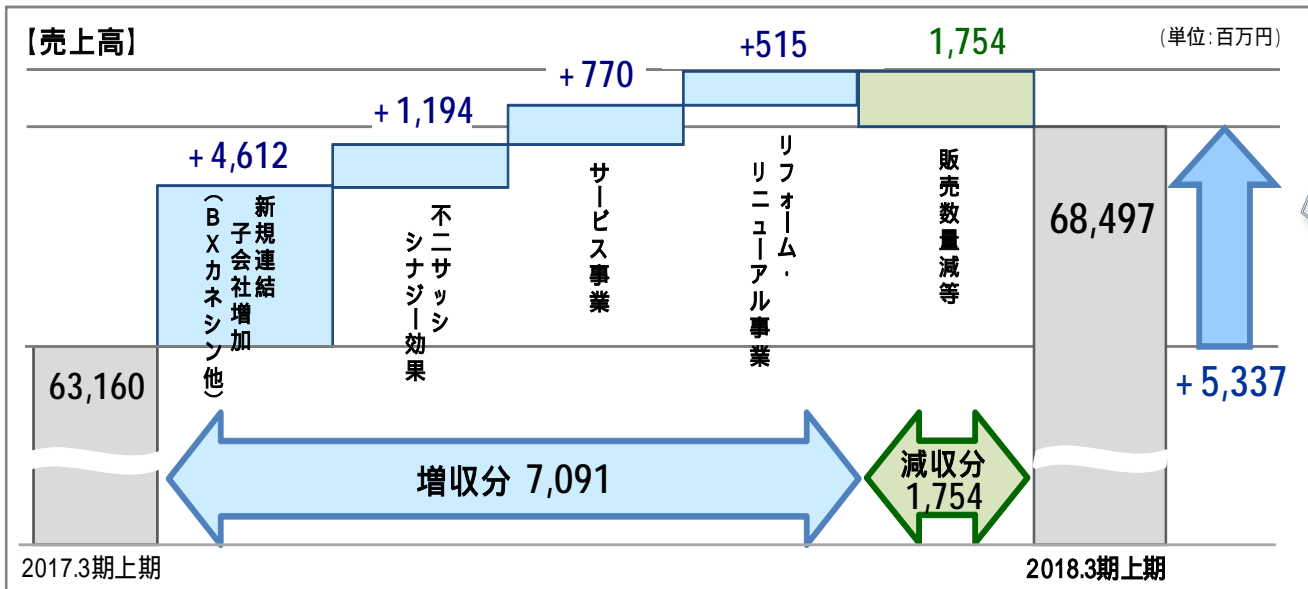 【売上高】
(単位:百万円)
+4,612
+1,194
+770
+515
1,754
新規連結
子会社増加
(BXカネシン他)
不二サッシ
シナジー効果
サービス事業
リフォーム・
リニューアル事業
販売数量減等
63,160
68,497
+5,337
増収分 7,091
減収分
1,754
2017.3期上期
2018.3期上期